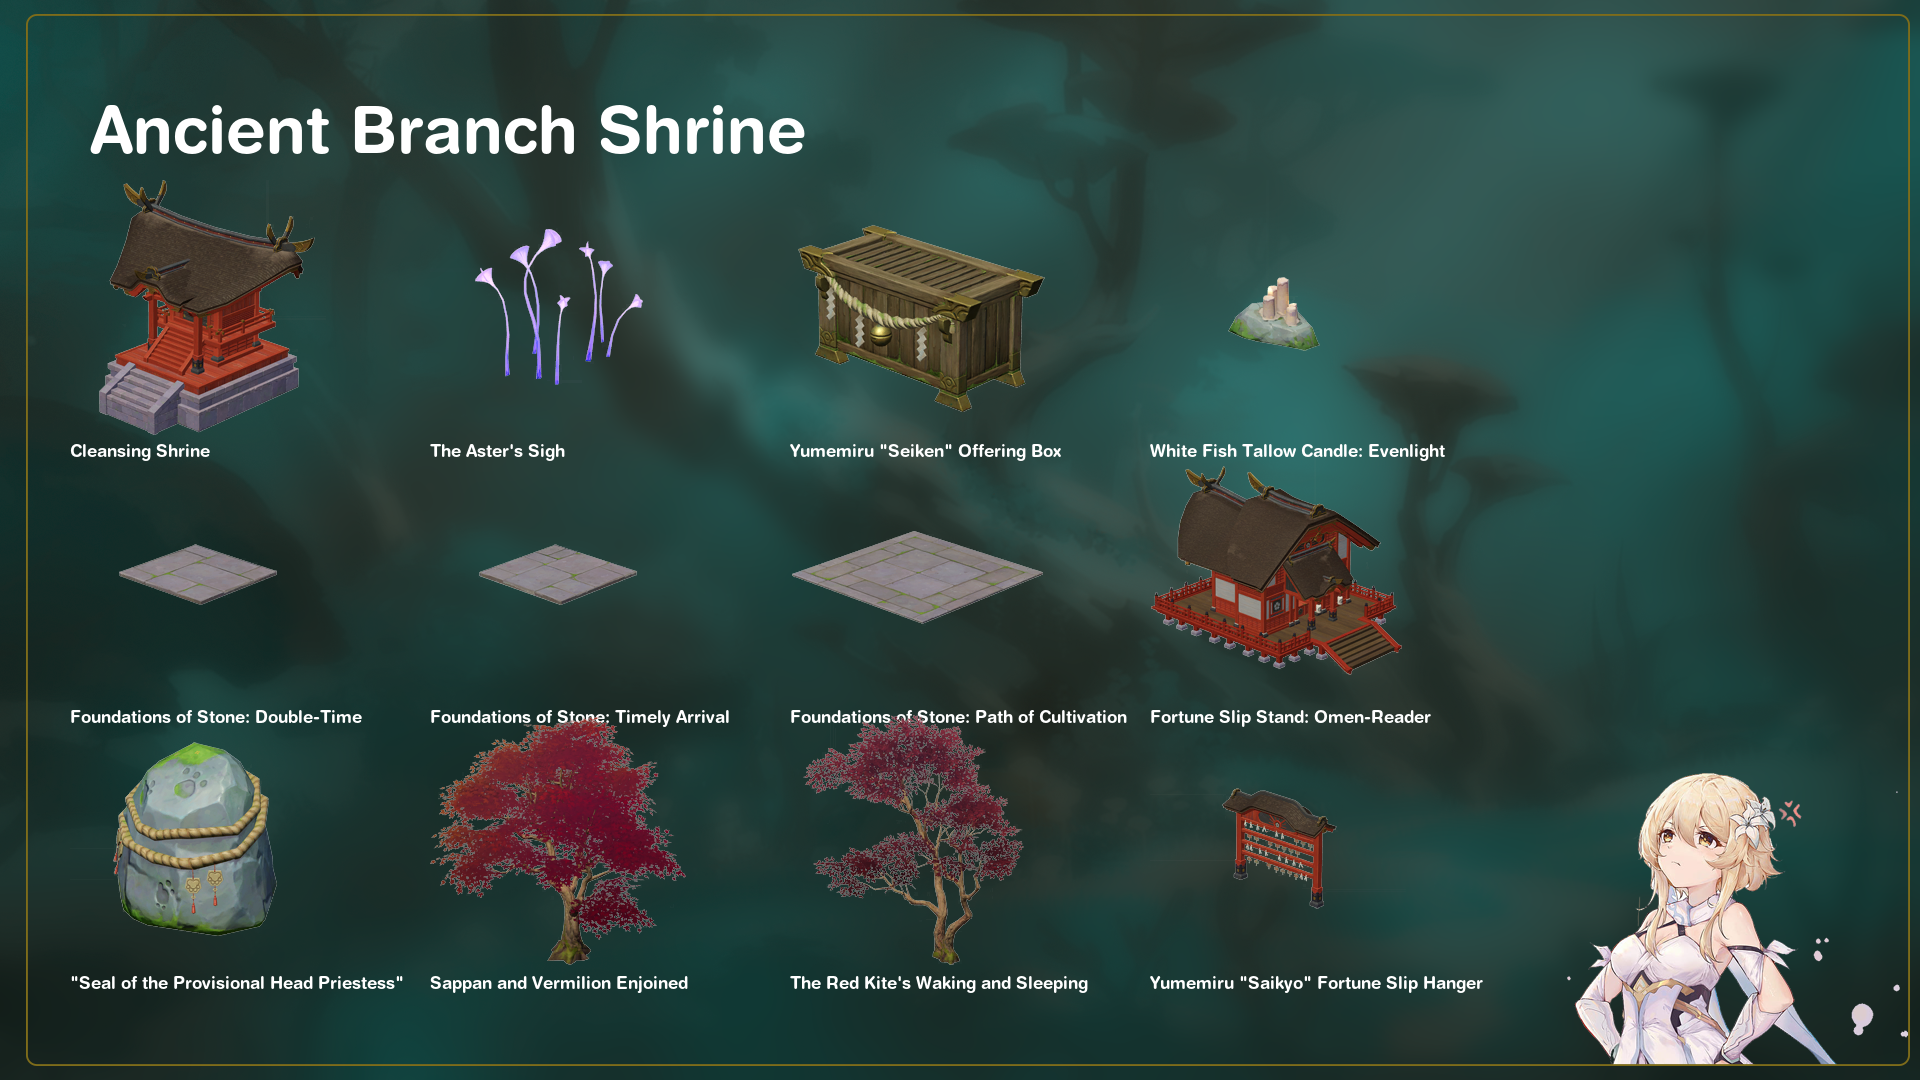 Ancient Branch Shrine
Cleansing Shrine
The Aster's Sigh
Yumemiru "Seiken" Offering Box
White Fish Tallow Candle: Evenlight
Foundations of Stone: Double-Time
Foundations of Stone: Timely Arrival
Foundations of Stone: Path of Cultivation
Fortune Slip Stand: Omen-Reader
"Seal of the Provisional Head Priestess"
Sappan and Vermilion Enjoined
The Red Kite's Waking and Sleeping
Yumemiru "Saikyo" Fortune Slip Hanger